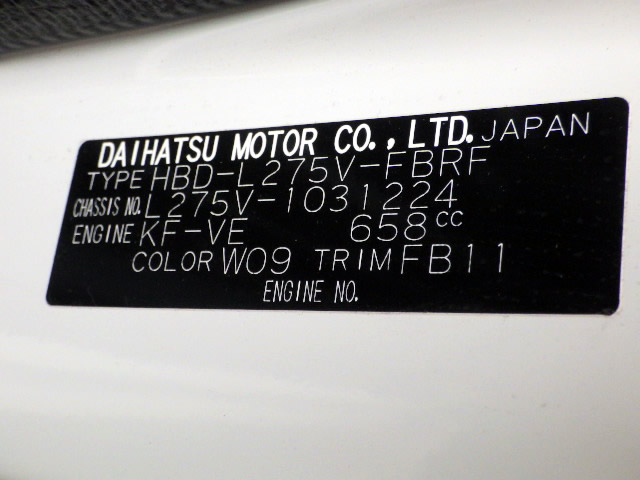 DAIHATSU MOTOR CO., LTD. JAPAN
TYPE HBD-L275V-FBRF
CHASSIS NO. L275V-1031224
ENGINE KF-VE 658 cc
COLOR W09 TRIM FB11
ENGINE NO.